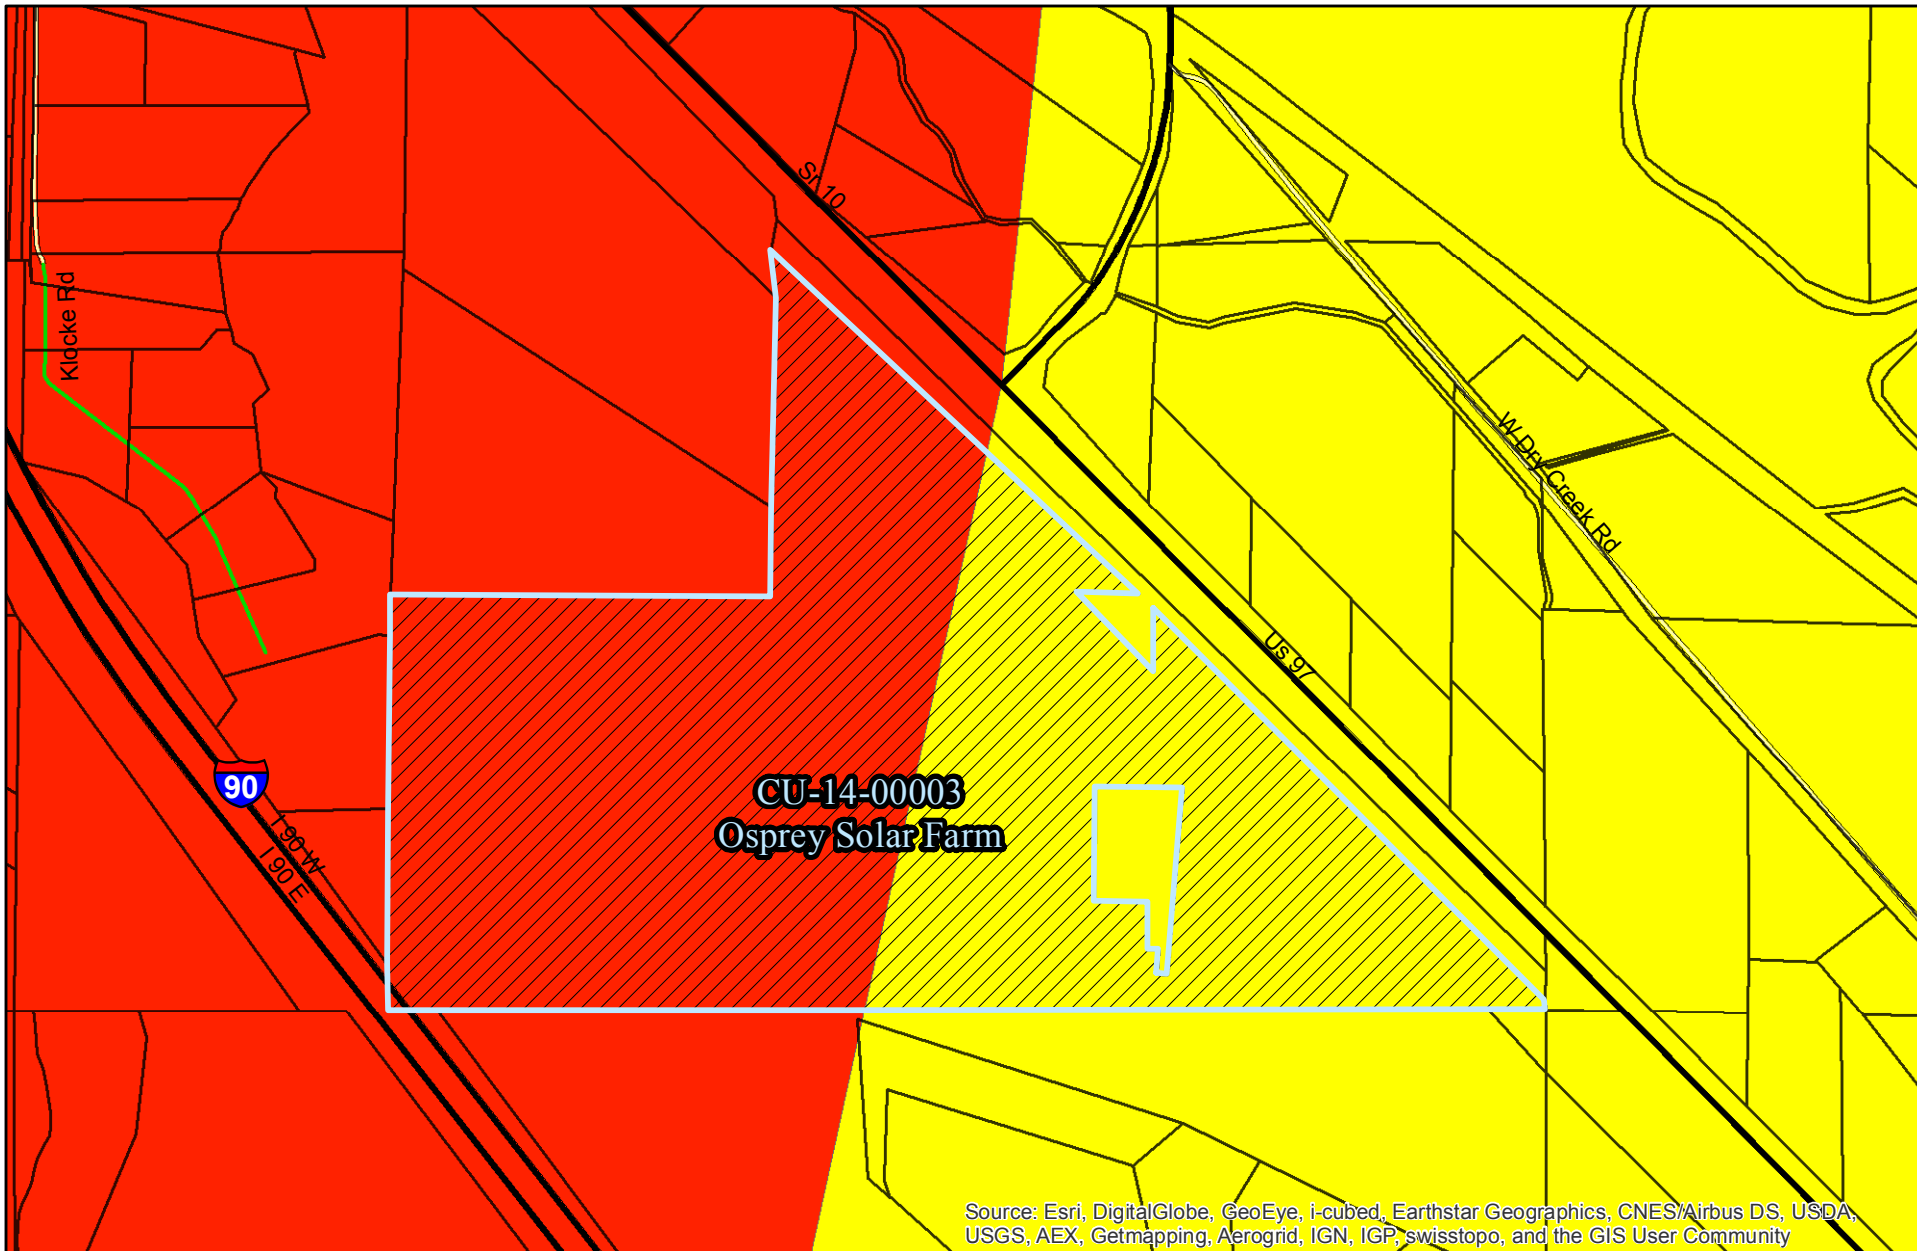 Sr 10
Klocke Rd
W Dry Creek Rd
Us 97
90
I 90 W
I 90 E
CU-14-00003
Osprey Solar Farm
Source: Esri, DigitalGlobe, GeoEye, i-cubed, Earthstar Geographics, CNES/Airbus DS, USDA,
USGS, AEX, Getmapping, Aerogrid, IGN, IGP, swisstopo, and the GIS User Community